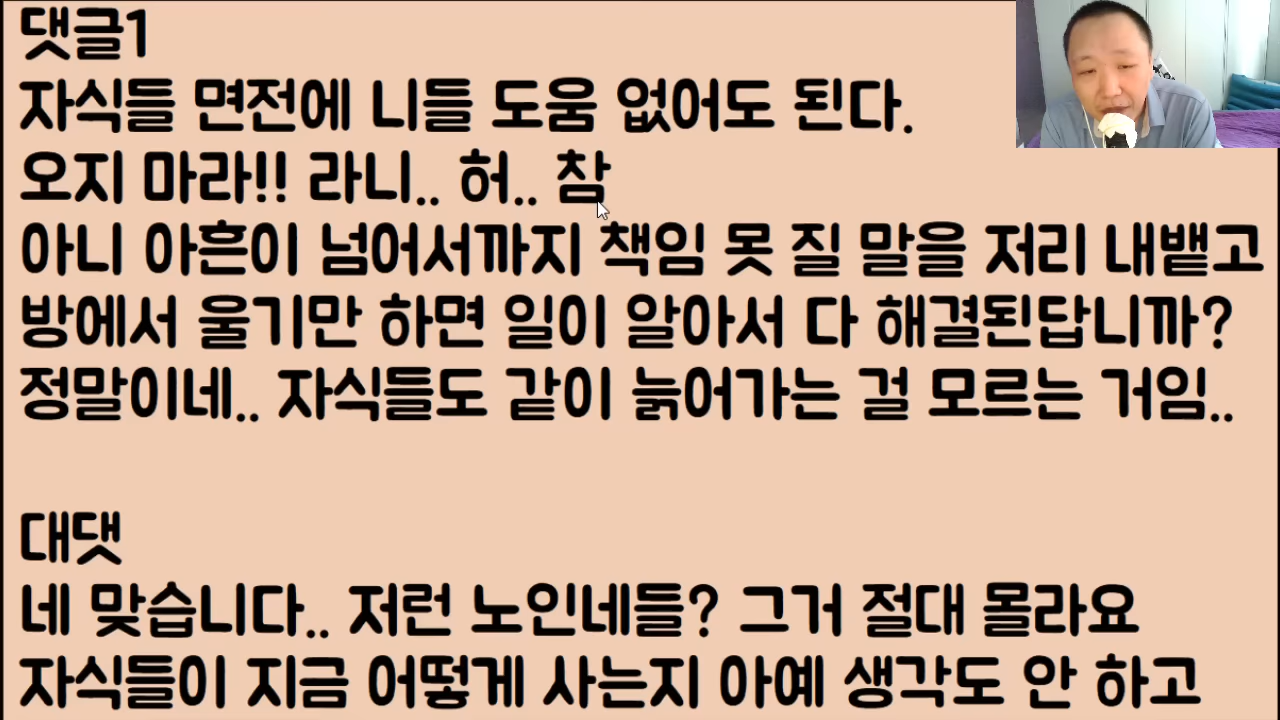 댓글1
자식들 면전에 니들 도움 없어도 된다.
오지 마라!! 라니.. 허.. 참
아니 아흔이 넘어서까지 책임 못 질 말을 저리 내뱉고
방에서 울기만 하면 일이 알아서 다 해결된답니까?
정말이네.. 자식들도 같이 늙어가는 걸 모르는 거임..
대댓
네 맞습니다.. 저런 노인네들? 그거 절대 몰라요
자식들이 지금 어떻게 사는지 아예 생각도 안 하고